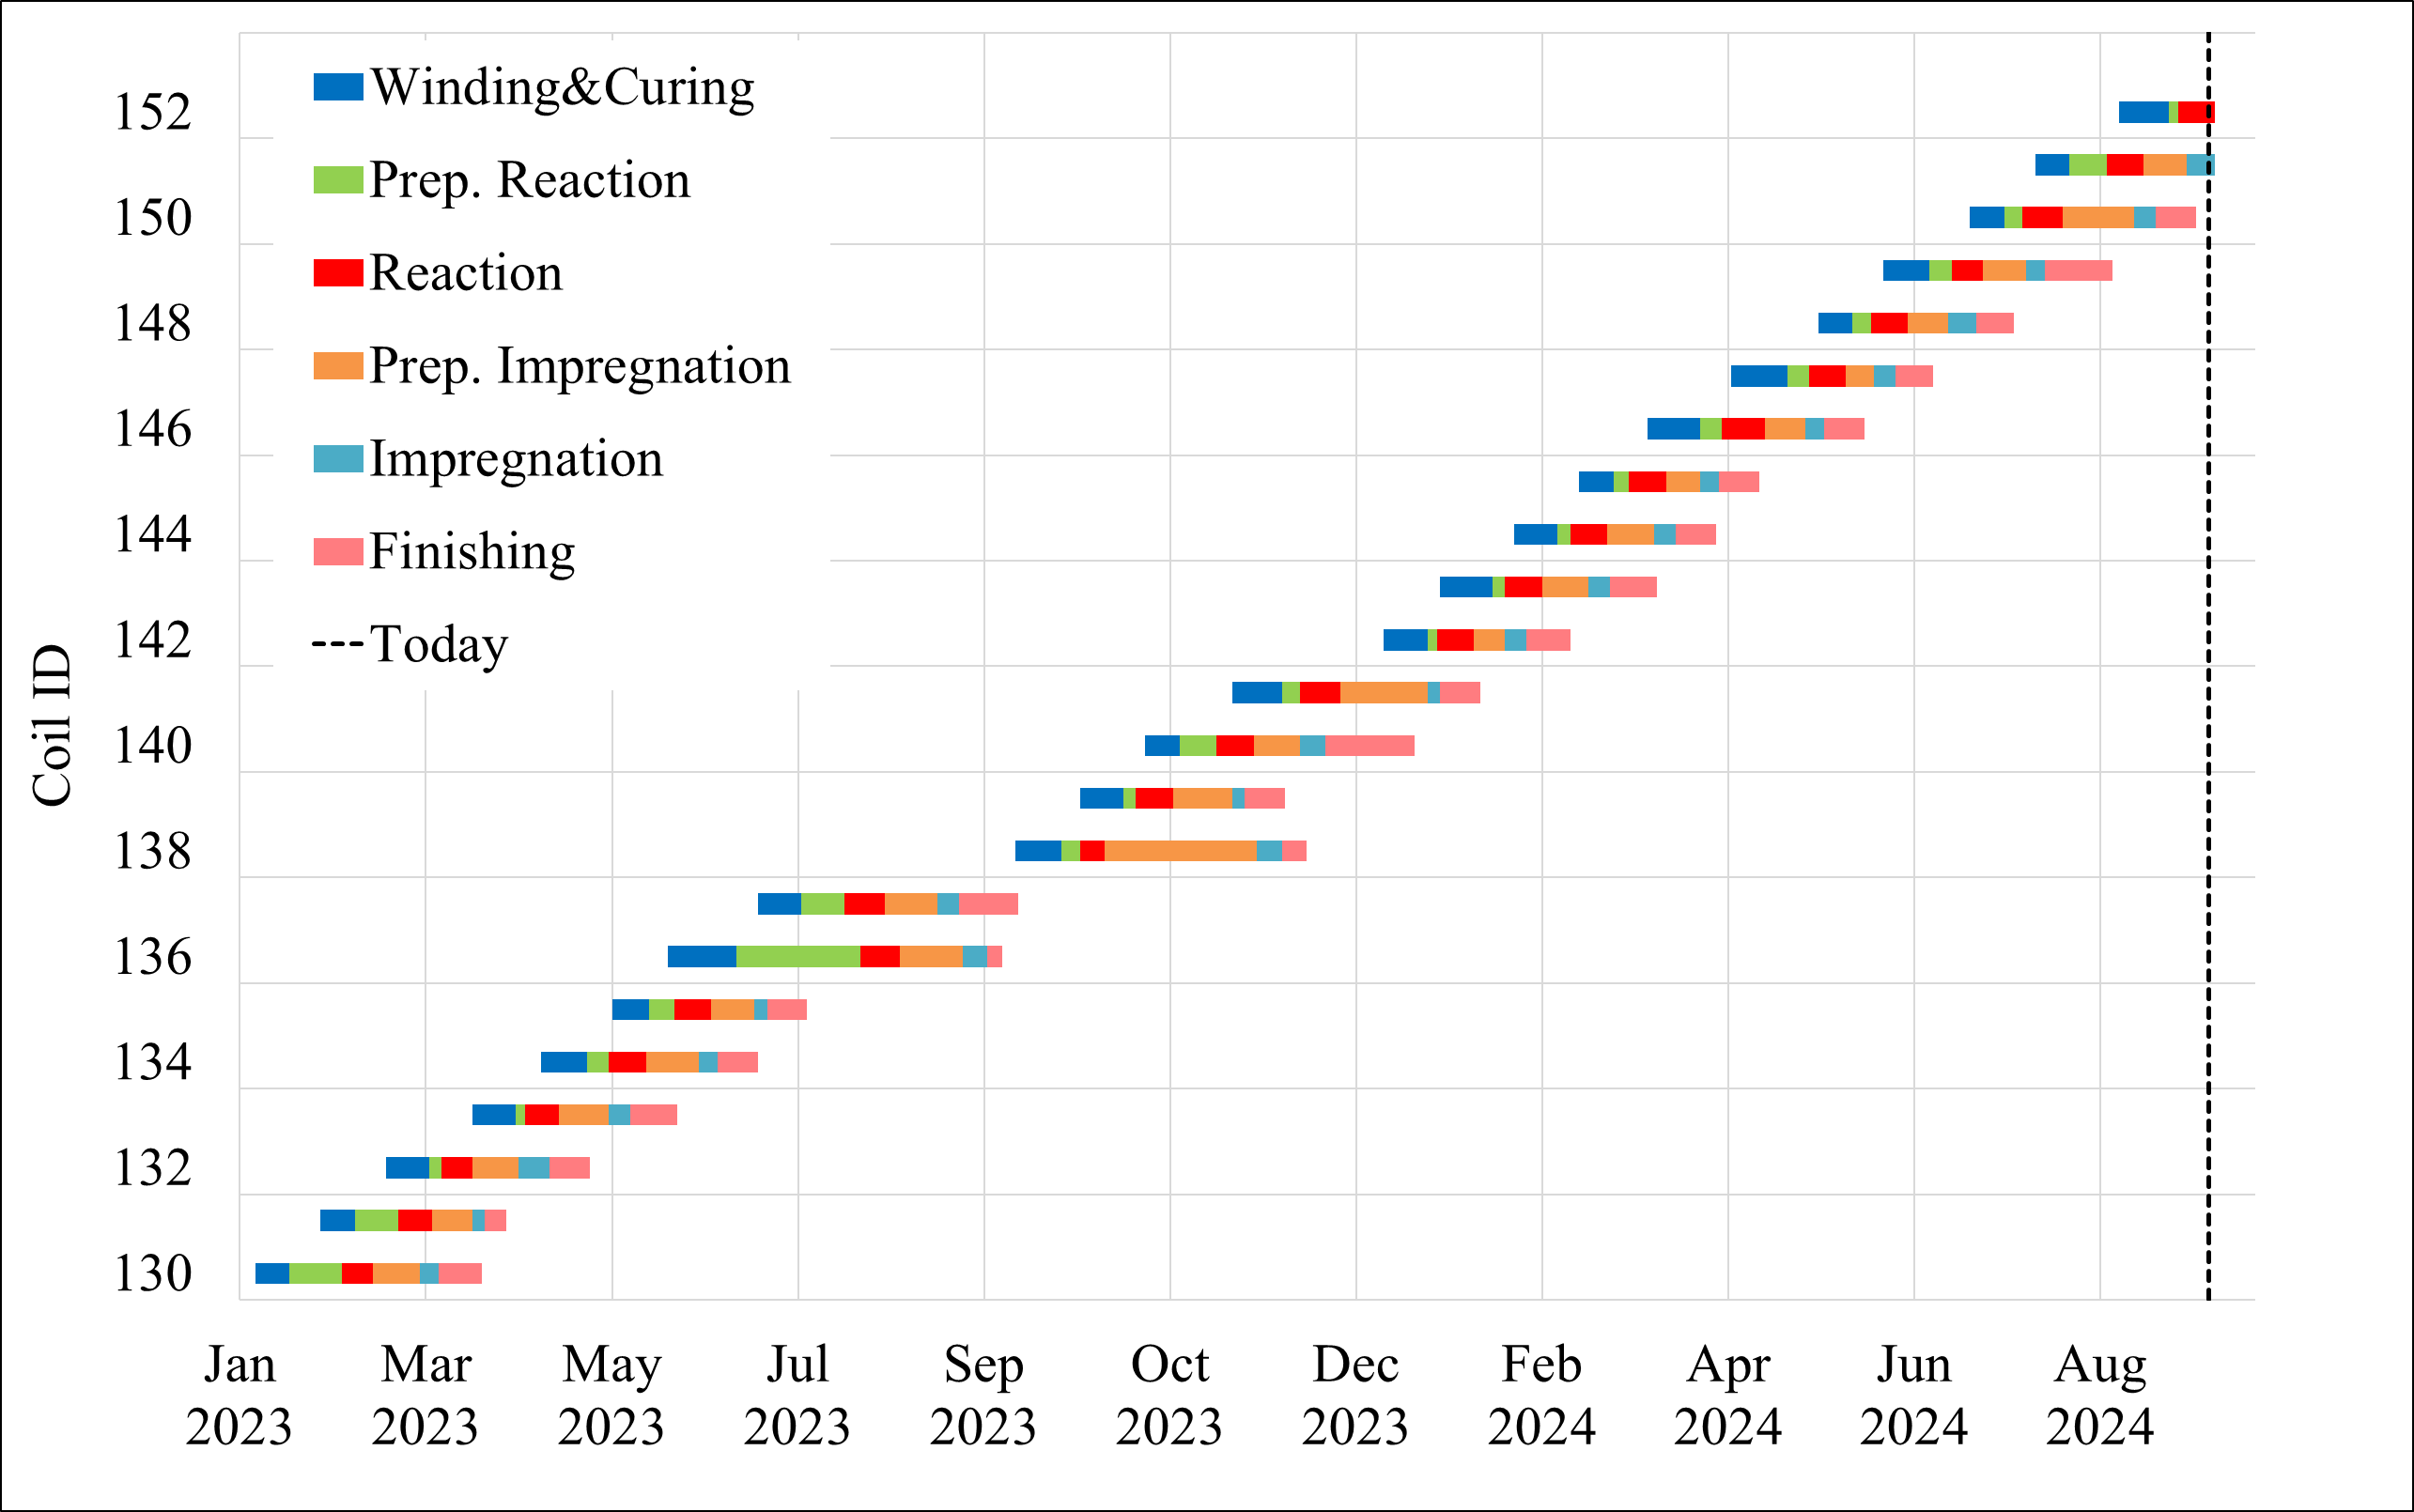 Winding&Curing
Prep. Reaction
Reaction
Prep. Impregnation
Impregnation
Finishing
Today
Coil ID
152
150
148
146
144
142
140
138
136
134
132
130
Jan 2023
Mar 2023
May 2023
Jul 2023
Sep 2023
Oct 2023
Dec 2023
Feb 2024
Apr 2024
Jun 2024
Aug 2024